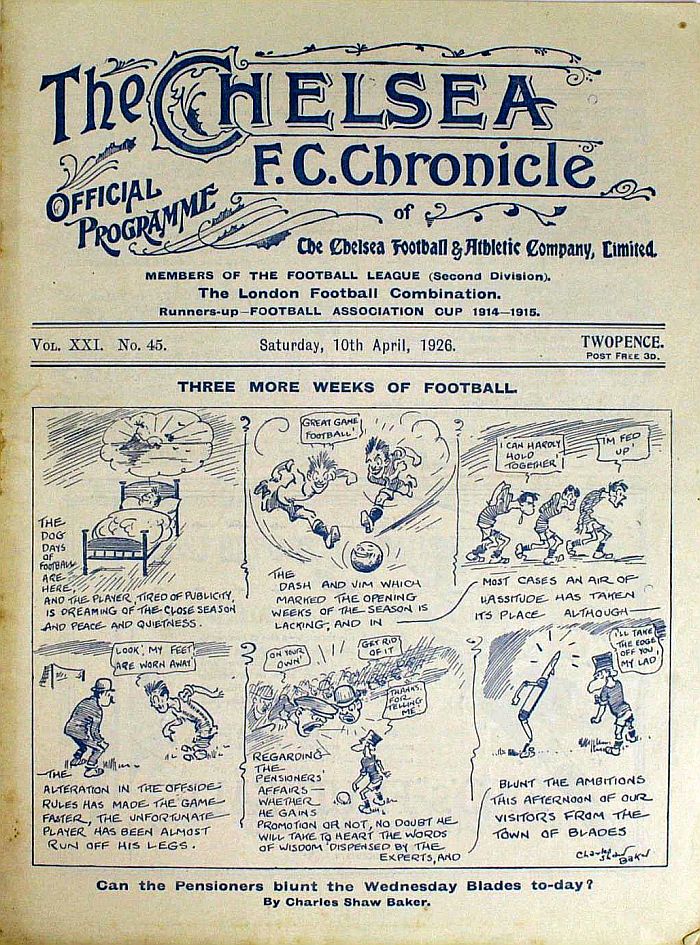 The CHELSEA
F.C. Chronicle
OFFICIAL
PROGRAMME
of
The Chelsea Football & Athletic Company, Limited.
MEMBERS OF THE FOOTBALL LEAGUE (Second Division).
The London Football Combination.
Runners-up—FOOTBALL ASSOCIATION CUP 1914—1915.
VOL. XXI. No. 45.
Saturday, 10th April, 1926.
TWOPENCE.
POST FREE 3D.
THREE MORE WEEKS OF FOOTBALL.
THE
DOG
DAYS
OF
FOOTBALL
ARE
HERE,
AND THE PLAYER, TIRED OF PUBLICITY,
IS DREAMING OF THE CLOSE SEASON
AND PEACE AND QUIETNESS.
GREAT GAME
FOOTBALL!
THE
DASH AND VIM WHICH
MARKED THE OPENING
WEEKS OF THE SEASON IS
LACKING, AND IN
I CAN HARDLY
HOLD
TOGETHER!
I'M FED
UP!
MOST CASES AN AIR OF
LASSITUDE HAS TAKEN
ITS PLACE ALTHOUGH—
LOOK, MY FEET
ARE WORN AWAY
THE
ALTERATION IN THE OFFSIDE
RULES HAS MADE THE GAME
FASTER, THE UNFORTUNATE
PLAYER HAS BEEN ALMOST
RUN OFF HIS LEGS.
ON YOUR
OWN'
GET RID
OF IT
THANKS
FOR
TELLING
ME'
REGARDING
THE
PENSIONERS'
AFFAIRS—
WHETHER
HE GAINS
PROMOTION OR NOT, NO DOUBT HE
WILL TAKE TO HEART THE WORDS
OF WISDOM DISPENSED BY THE
EXPERTS, AND
I'LL TAKE
THE EDGE
OFF YOU,
MY LAD
BLUNT THE AMBITIONS
THIS AFTERNOON OF OUR
VISITORS FROM THE
TOWN OF BLADES
Charles
Shaw
Baker
Can the Pensioners blunt the Wednesday Blades to-day?
By Charles Shaw Baker.